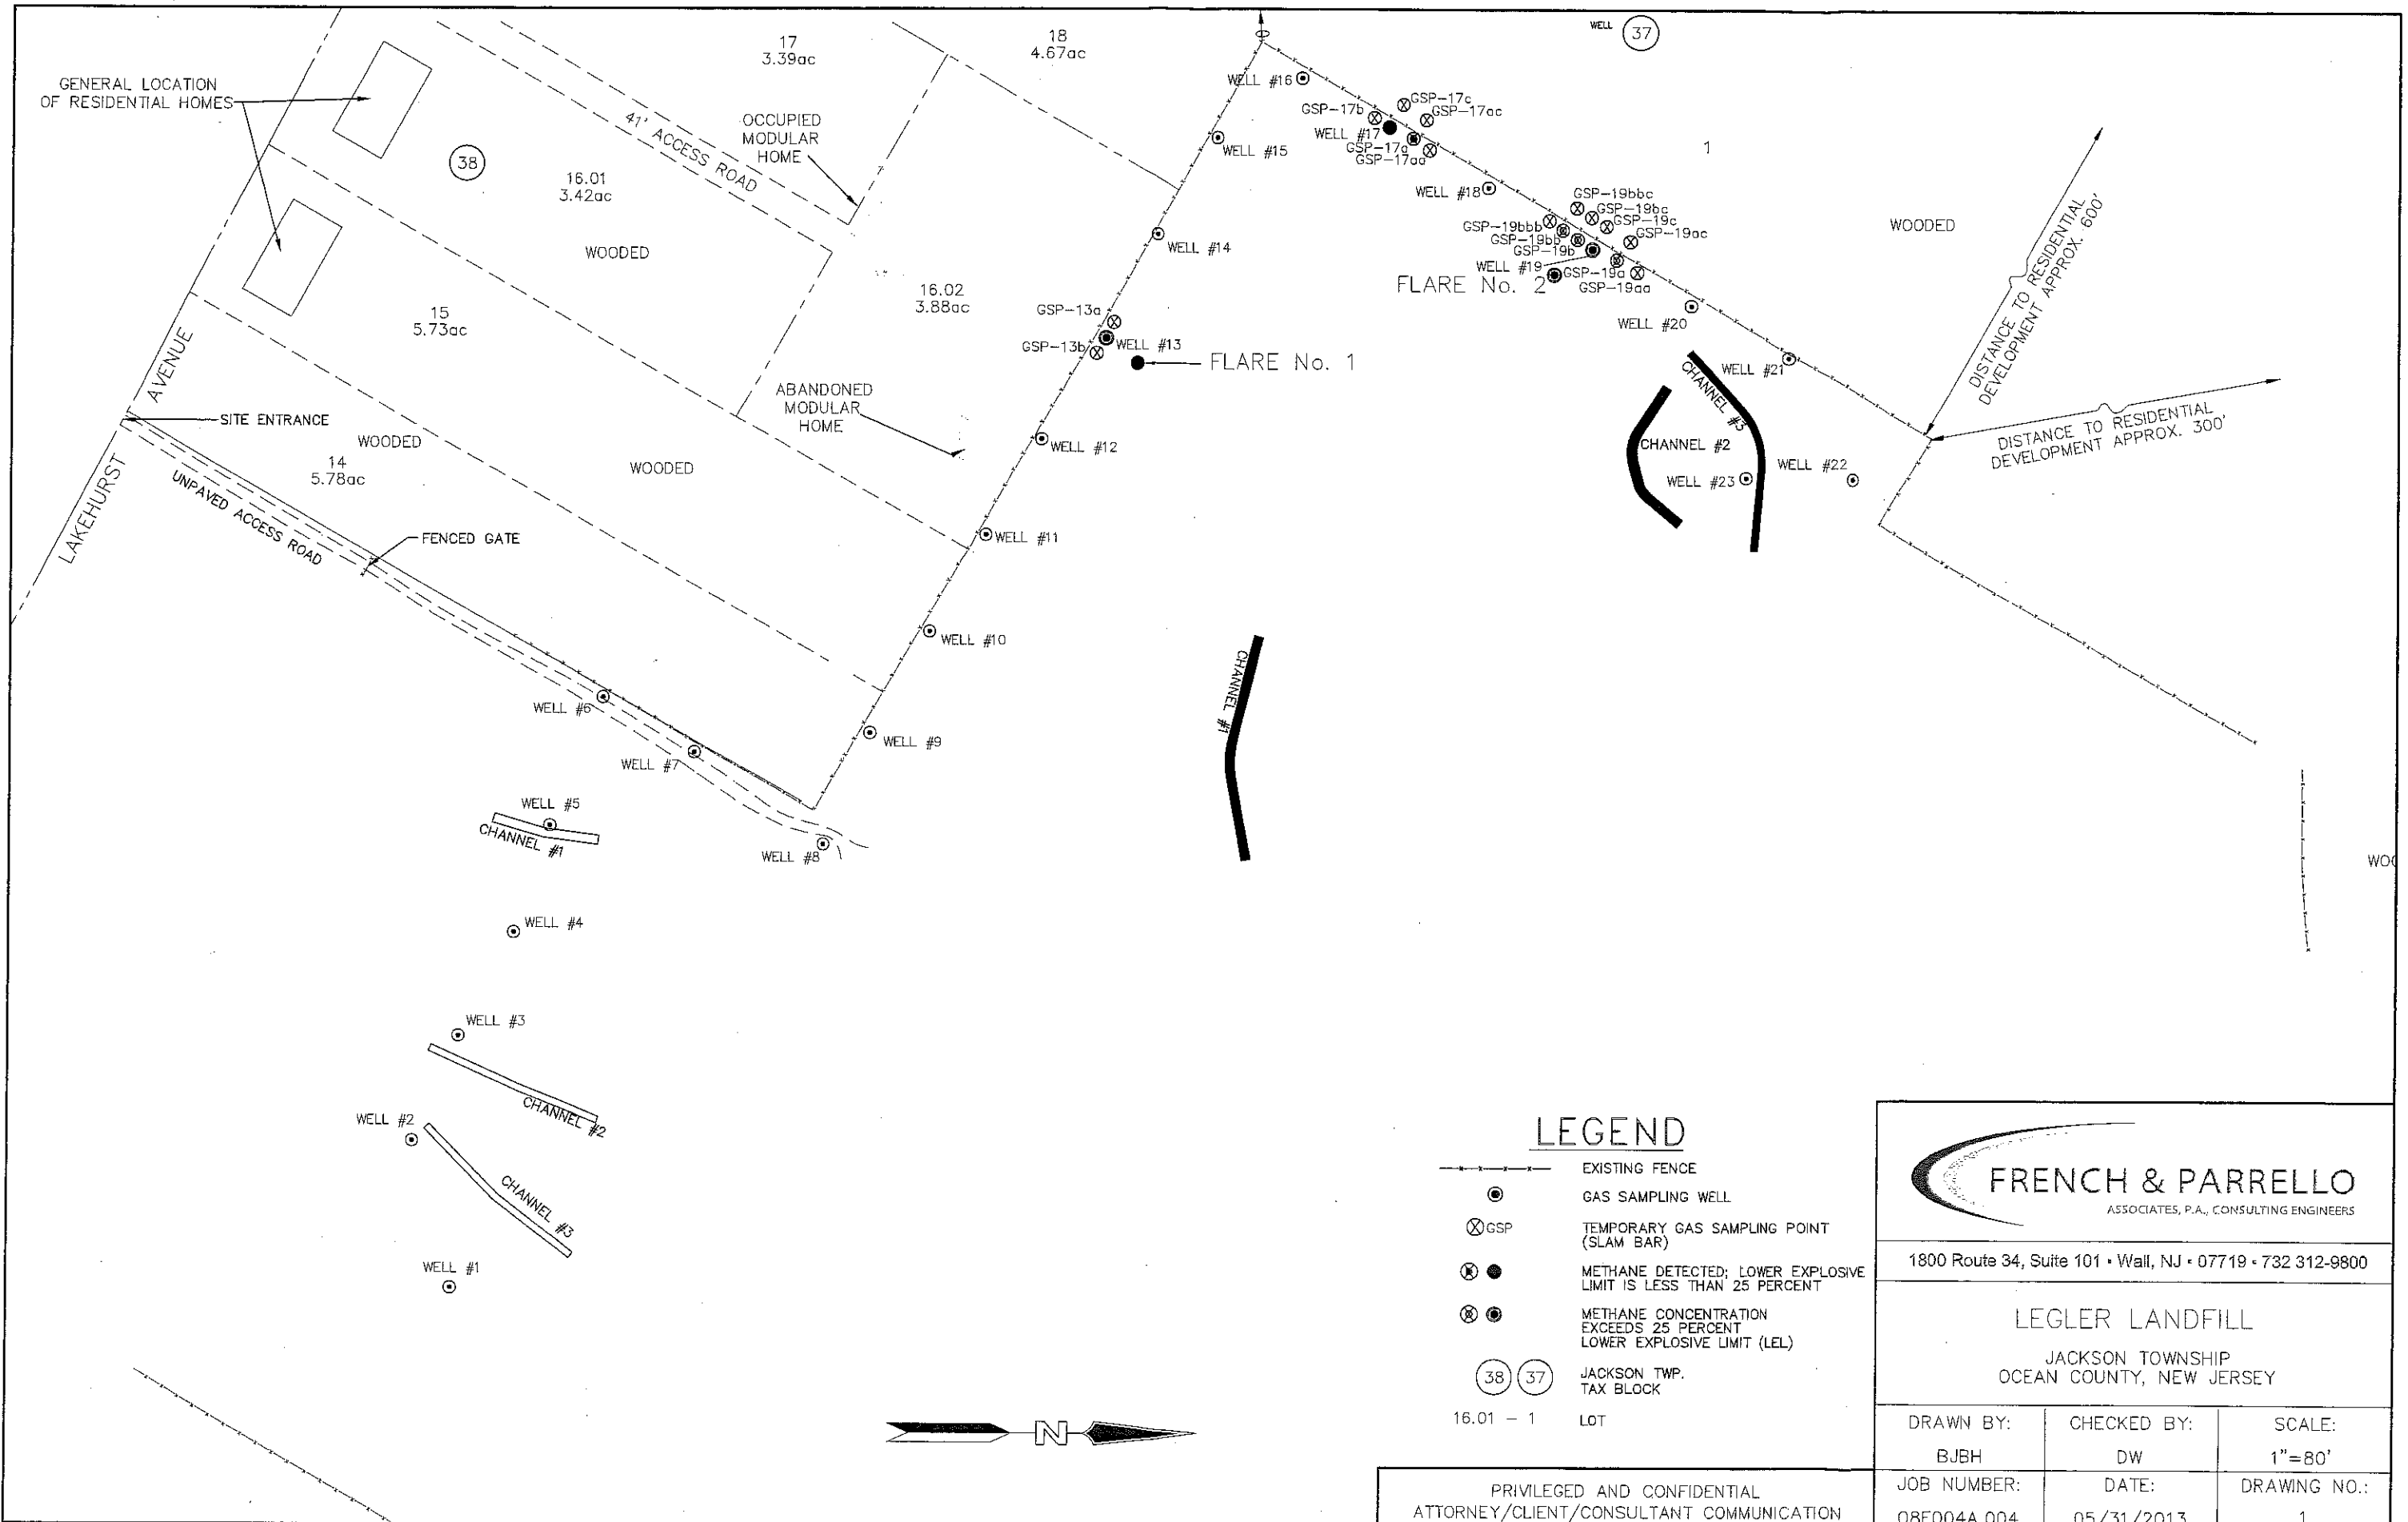 GENERAL LOCATION
OF RESIDENTIAL HOMES
17
3.39ac
18
4.67ac
WELL 37
41' ACCESS ROAD
OCCUPIED
MODULAR
HOME
38
16.01
3.42ac
WOODED
15
5.73ac
16.02
3.88ac
WELL #16
GSP-17b
GSP-17c
GSP-17ac
WELL #17
GSP-17a
GSP-17aa
WELL #15
1
WELL #18
GSP-19bbc
GSP-19bc
GSP-19c
GSP-19ac
GSP-19bbb
GSP-19bb
GSP-19b
WELL #19
GSP-19a
GSP-19aa
FLARE No. 2
WOODED
WELL #14
GSP-13a
GSP-13b
WELL #13
FLARE No. 1
WELL #20
WELL #21
DISTANCE TO RESIDENTIAL
DEVELOPMENT APPROX. 600'
DISTANCE TO RESIDENTIAL
DEVELOPMENT APPROX. 300'
CHANNEL #3
CHANNEL #2
WELL #22
WELL #23
LAKEHURST AVENUE
SITE ENTRANCE
WOODED
14
5.78ac
WOODED
UNPAVED ACCESS ROAD
FENCED GATE
ABANDONED
MODULAR
HOME
WELL #12
WELL #11
WELL #10
WELL #9
WELL #6
WELL #7
WELL #8
CHANNEL #1
WELL #5
CHANNEL #1
WELL #4
WELL #3
CHANNEL #2
WELL #2
CHANNEL #3
WELL #1
WOO
N
LEGEND
EXISTING FENCE
GAS SAMPLING WELL
GSP TEMPORARY GAS SAMPLING POINT
(SLAM BAR)
METHANE DETECTED; LOWER EXPLOSIVE
LIMIT IS LESS THAN 25 PERCENT
METHANE CONCENTRATION
EXCEEDS 25 PERCENT
LOWER EXPLOSIVE LIMIT (LEL)
38 37 JACKSON TWP.
TAX BLOCK
16.01 - 1 LOT
PRIVILEGED AND CONFIDENTIAL
ATTORNEY/CLIENT/CONSULTANT COMMUNICATION
FRENCH & PARRELLO
ASSOCIATES, P.A., CONSULTING ENGINEERS
1800 Route 34, Suite 101 • Wall, NJ • 07719 • 732 312-9800
LEGLER LANDFILL
JACKSON TOWNSHIP
OCEAN COUNTY, NEW JERSEY
DRAWN BY: CHECKED BY: SCALE:
BJBH DW 1"=80'
JOB NUMBER: DATE: DRAWING NO.:
08F004A.004 05/31/2013 1